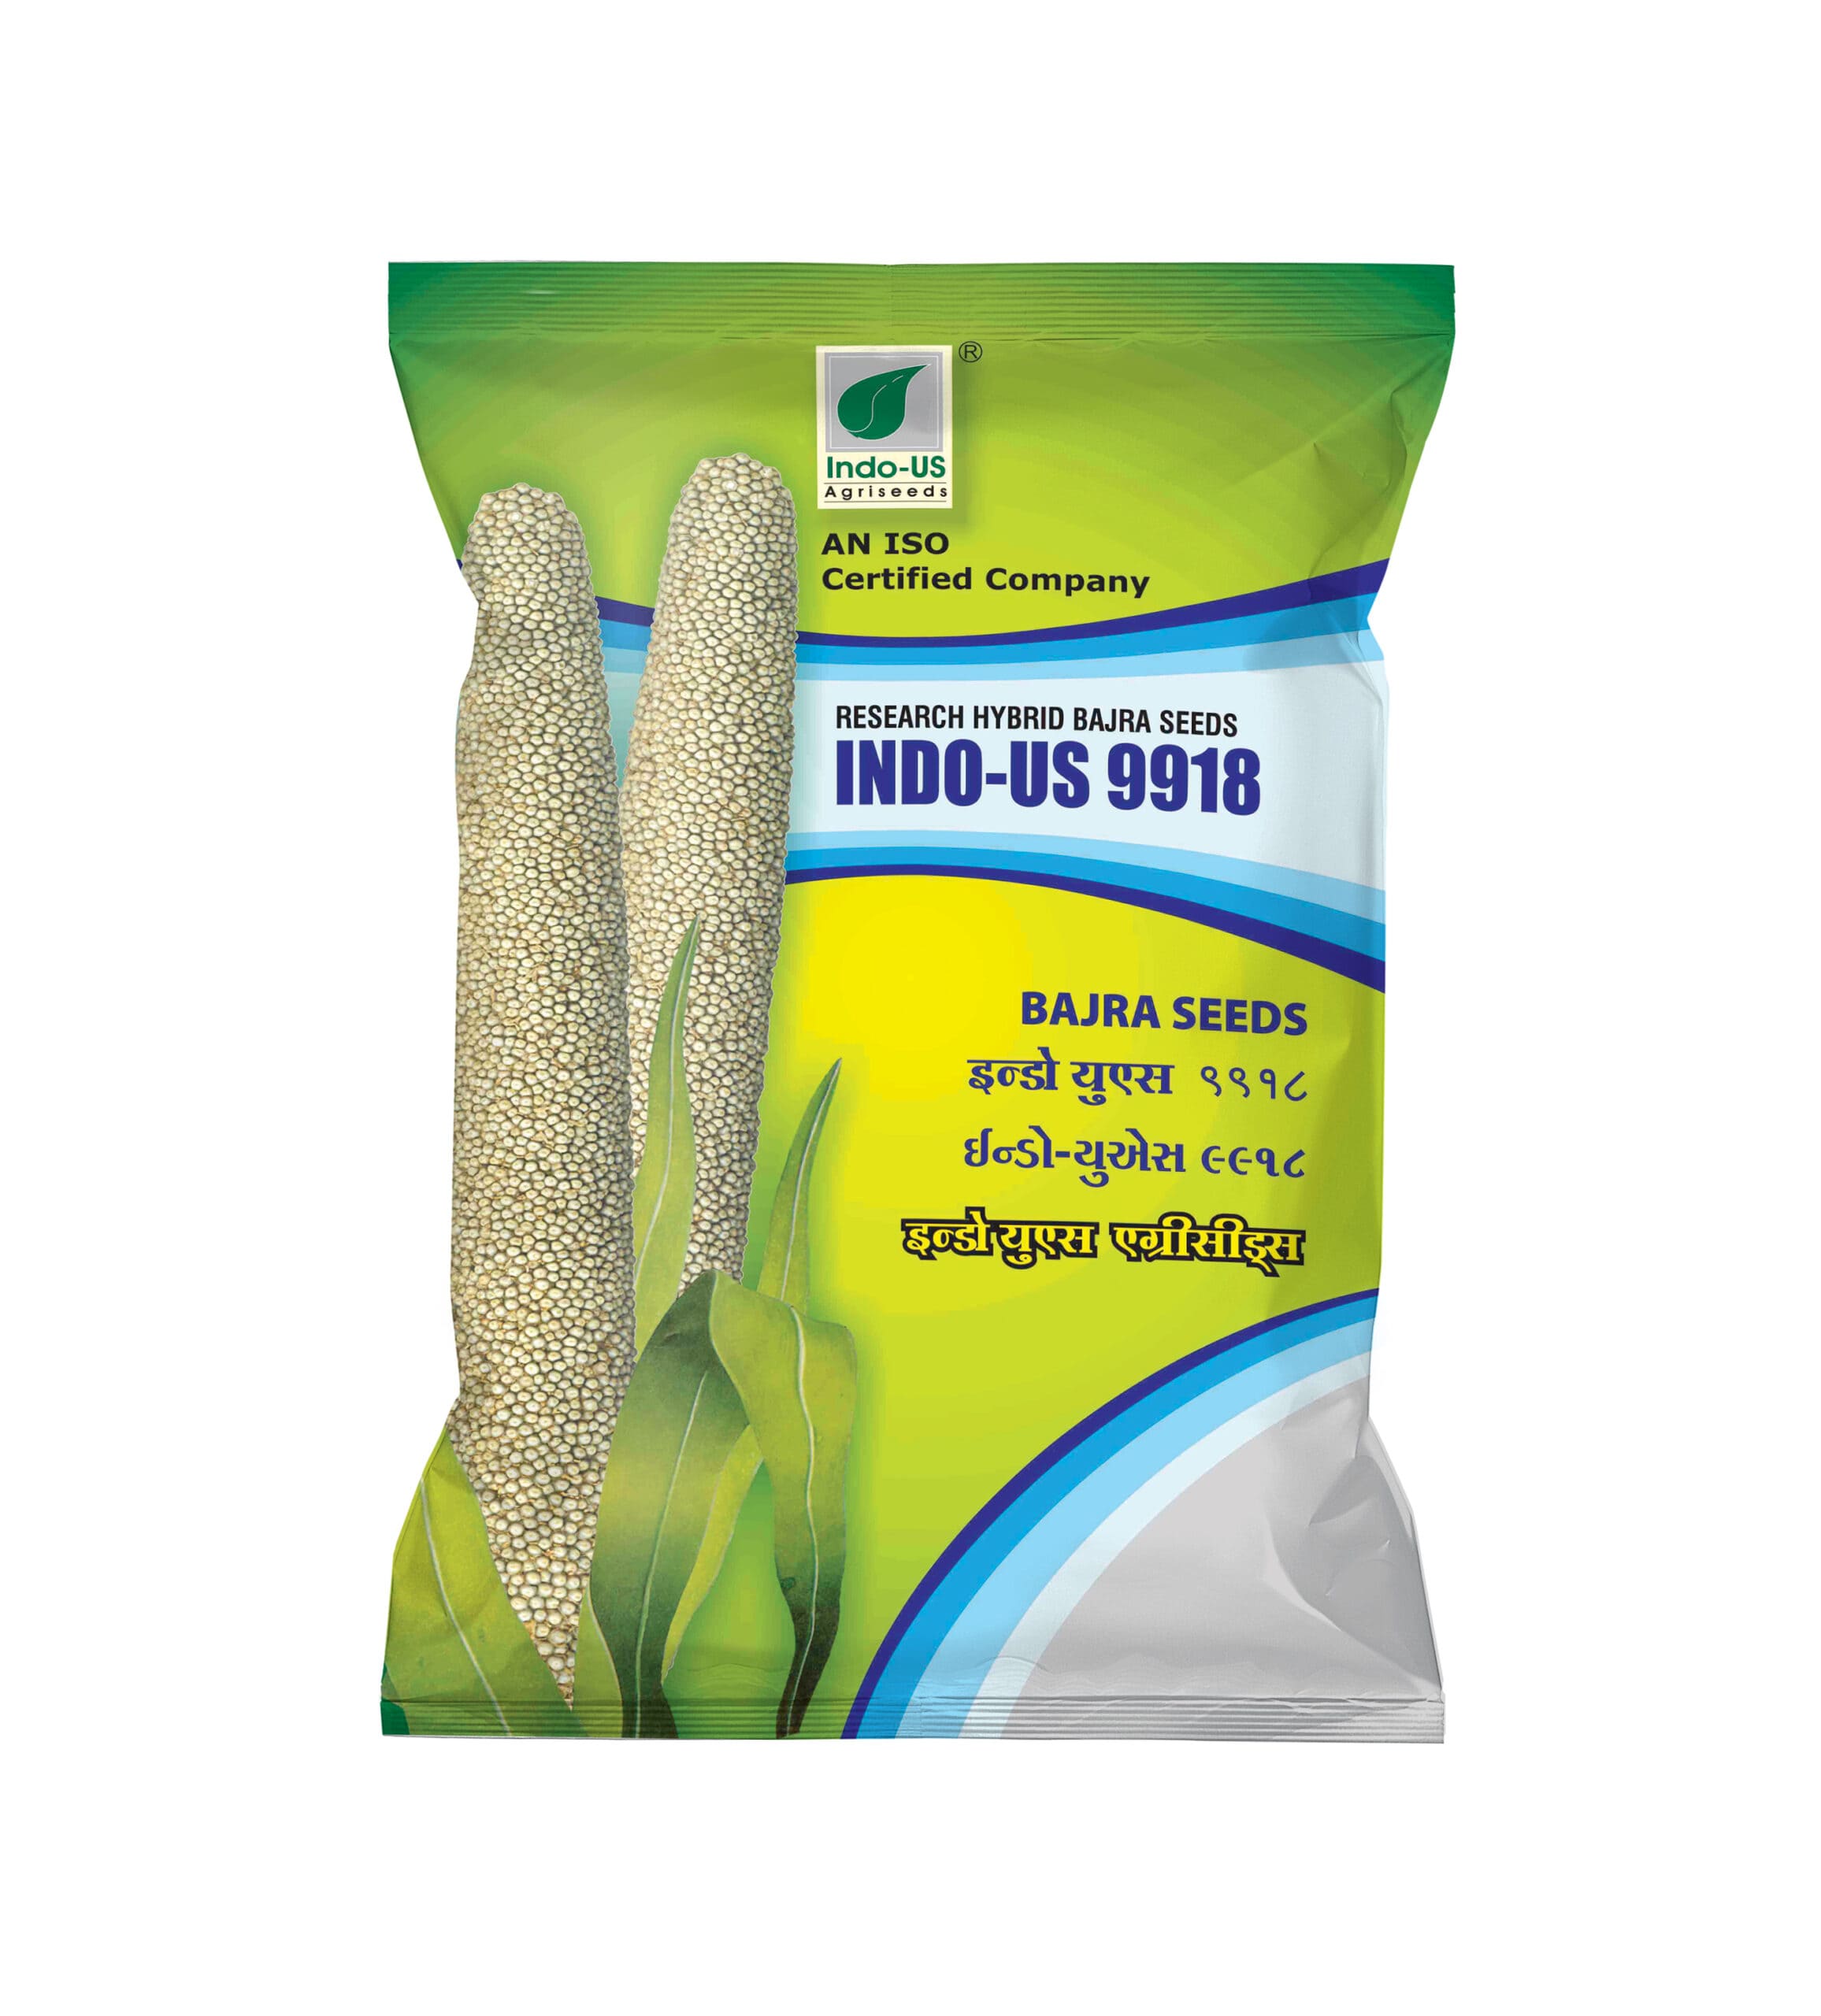 ®
Indo-US
Agriseeds
AN ISO
Certified Company
RESEARCH HYBRID BAJRA SEEDS
INDO-US 9918
BAJRA SEEDS
इन्डो युएस ९९१८
ઈન્ડો-યુએસ ૯૯૧૮
इन्डो युएस एग्रीसीड्स